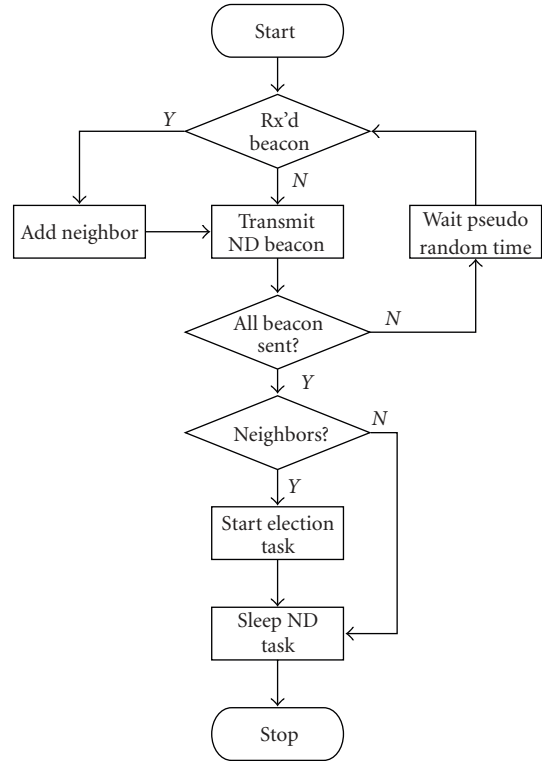 Start
Rx'd
beacon
Y
N
Add neighbor
Transmit
ND beacon
Wait pseudo
random time
All beacon
sent?
N
Y
Neighbors?
N
Y
Start election
task
Sleep ND
task
Stop